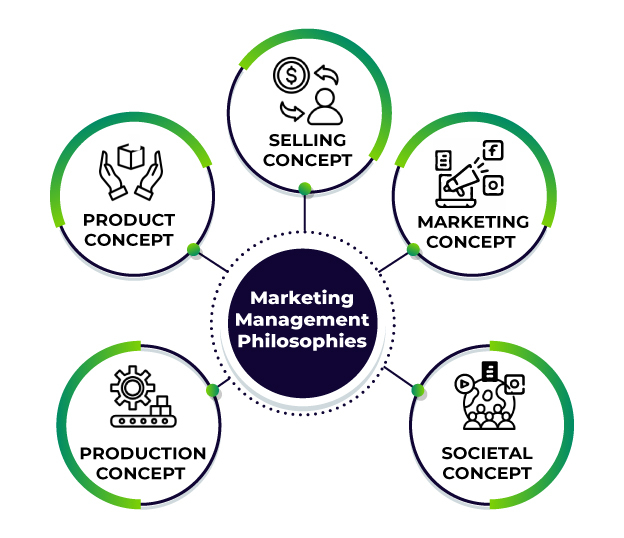 SELLING
CONCEPT
PRODUCT
CONCEPT
MARKETING
CONCEPT
Marketing
Management
Philosophies
PRODUCTION
CONCEPT
SOCIETAL
CONCEPT